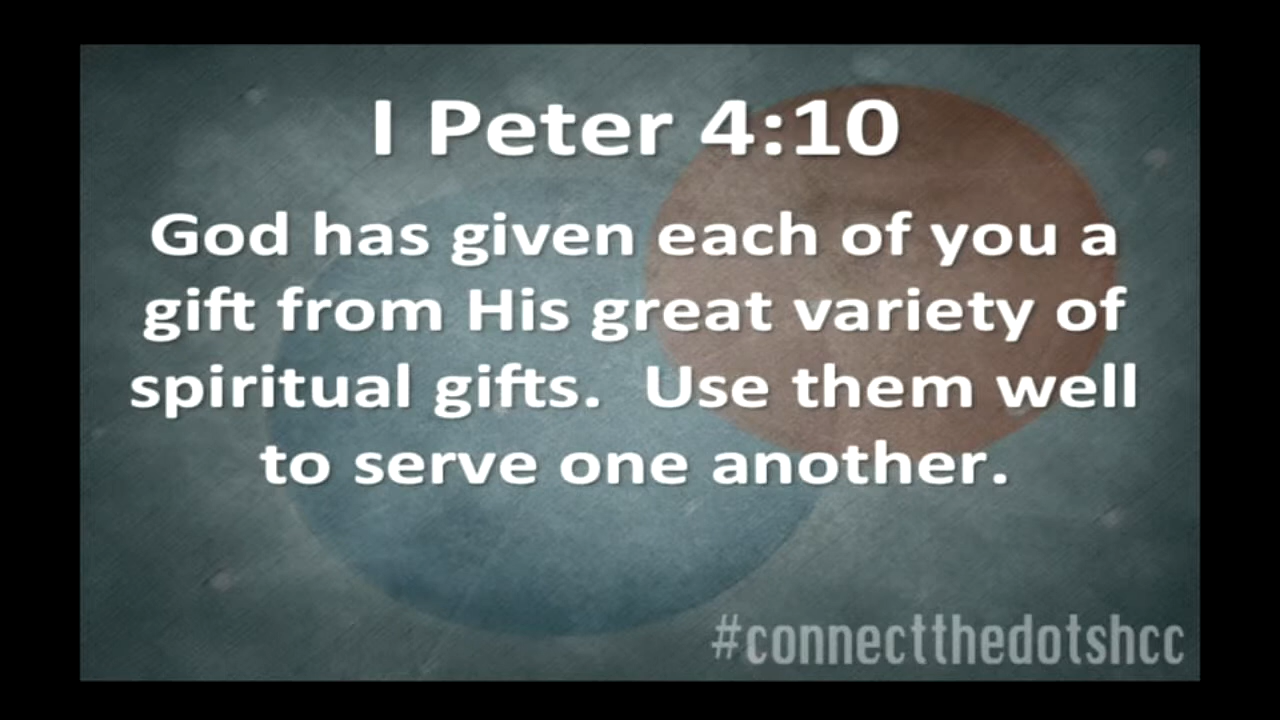 I Peter 4:10
God has given each of you a
gift from His great variety of
spiritual gifts.  Use them well
to serve one another.
#connectthedotshcc